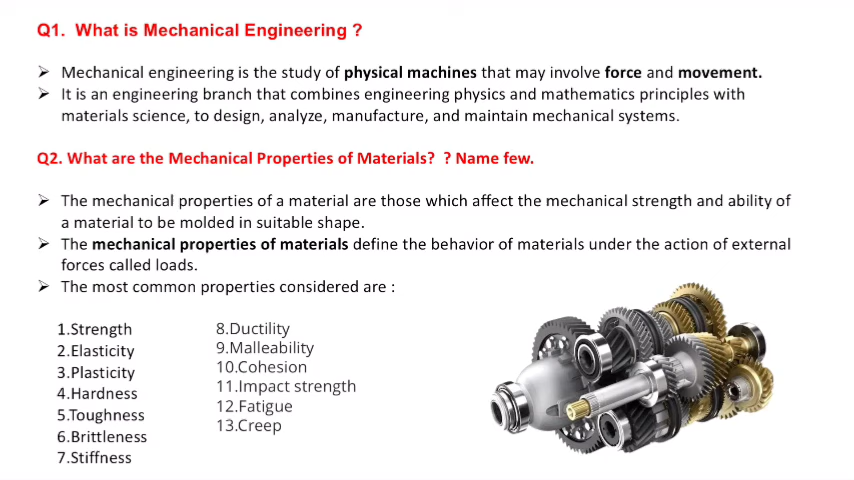 Q1. What is Mechanical Engineering ?
➢ Mechanical engineering is the study of physical machines that may involve force and movement.
➢ It is an engineering branch that combines engineering physics and mathematics principles with
materials science, to design, analyze, manufacture, and maintain mechanical systems.
Q2. What are the Mechanical Properties of Materials? ? Name few.
➢ The mechanical properties of a material are those which affect the mechanical strength and ability of
a material to be molded in suitable shape.
➢ The mechanical properties of materials define the behavior of materials under the action of external
forces called loads.
➢ The most common properties considered are :
1.Strength
2.Elasticity
3.Plasticity
4.Hardness
5.Toughness
6.Brittleness
7.Stiffness
8.Ductility
9.Malleability
10.Cohesion
11.Impact strength
12.Fatigue
13.Creep